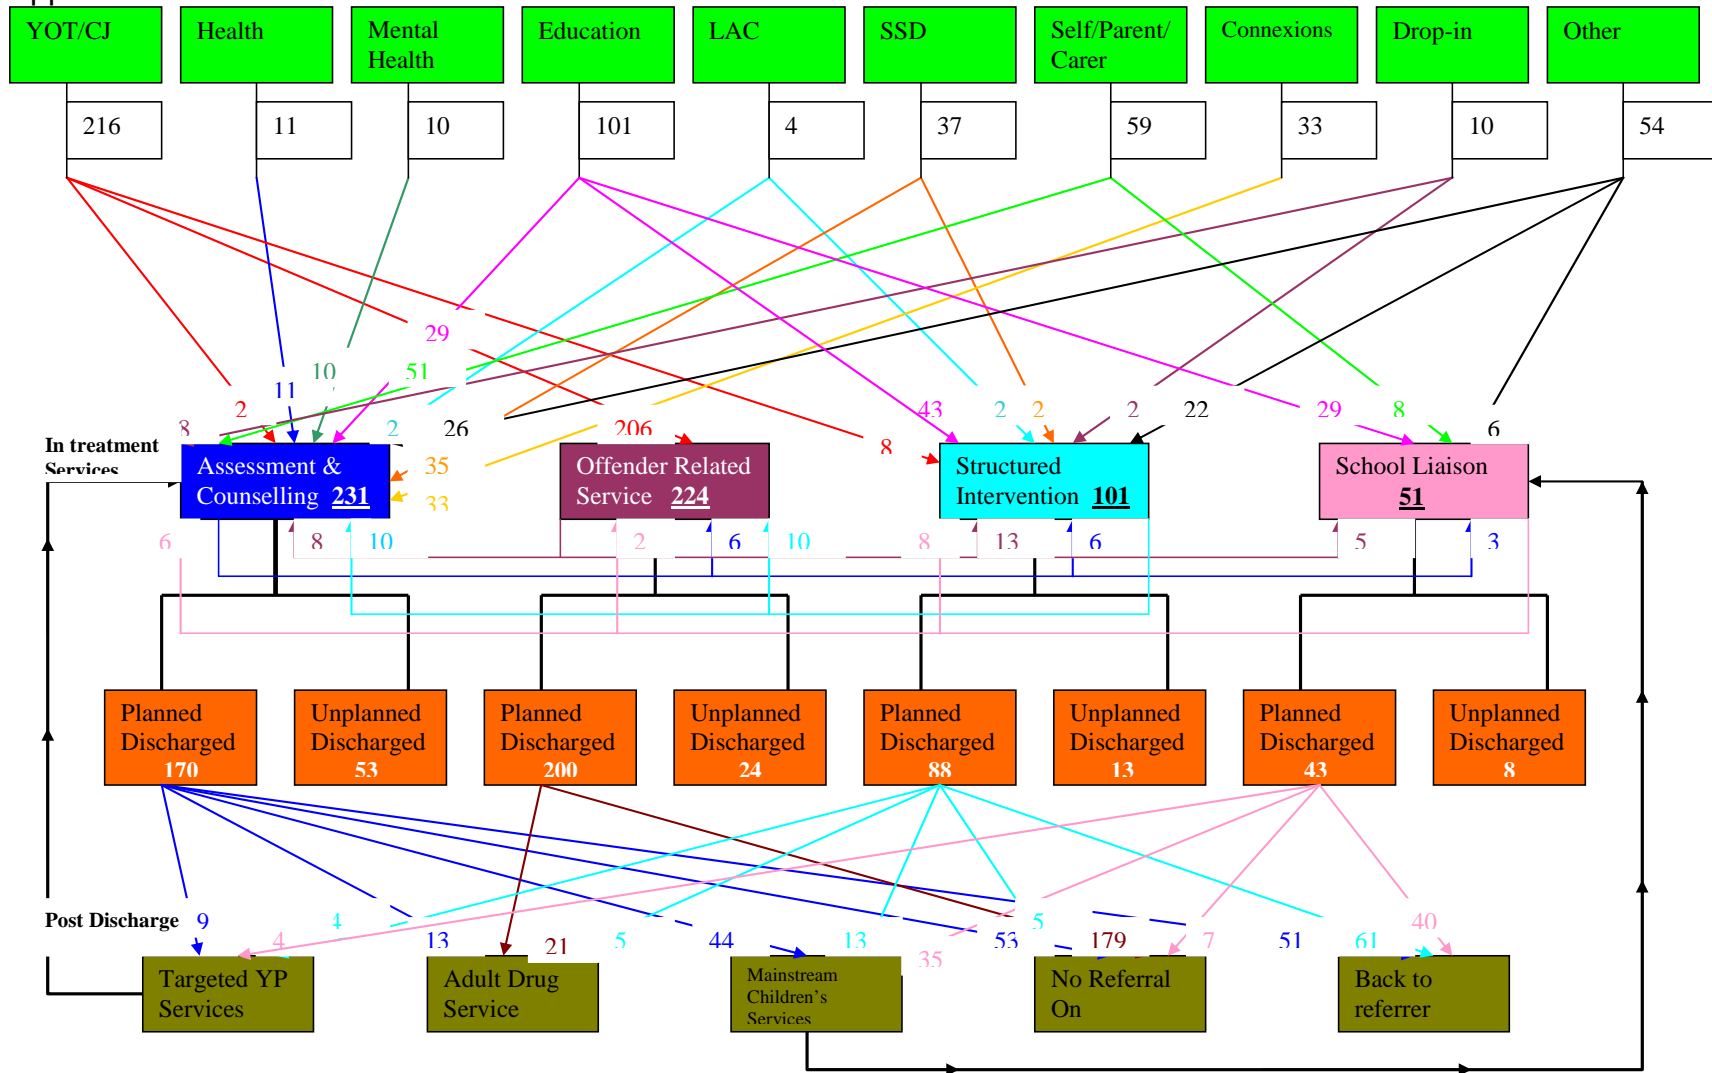 YOT/CJ
Health
Mental
Health
Education
LAC
SSD
Self/Parent/
Carer
Connexions
Drop-in
Other
216
11
10
101
4
37
59
33
10
54
29
10
51
11
2
8
2
26
206
8
43
2
2
2
22
29
8
6
35
33
In treatment
Services
Assessment &
Counselling 231
Offender Related
Service 224
Structured
Intervention 101
School Liaison
51
6
8
10
2
6
10
8
13
6
5
3
Planned
Discharged
170
Unplanned
Discharged
53
Planned
Discharged
200
Unplanned
Discharged
24
Planned
Discharged
88
Unplanned
Discharged
13
Planned
Discharged
43
Unplanned
Discharged
8
Post Discharge
9
4
4
13
21
5
44
13
35
53
5
179
7
51
61
40
Targeted YP
Services
Adult Drug
Service
Mainstream
Children's
Services
No Referral
On
Back to
referrer